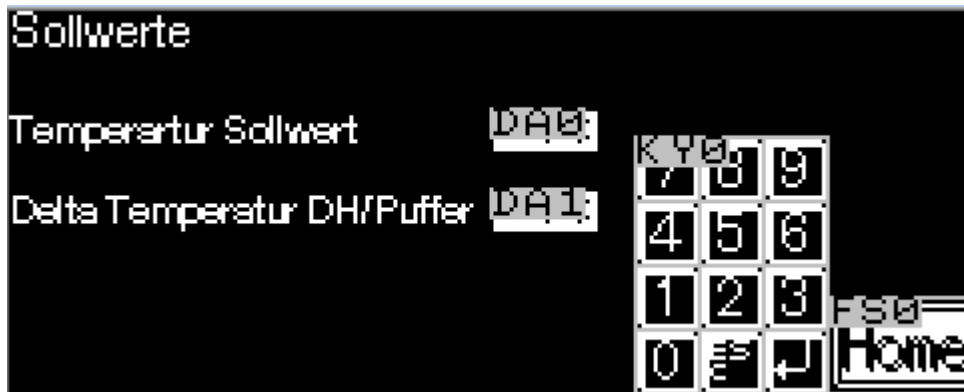 Sollwerte
Temperartur Sollwert DA0
Delta Temperatur DH/Puffer DA1
KY0
7 8 9
4 5 6
1 2 3
FS0
0
Home